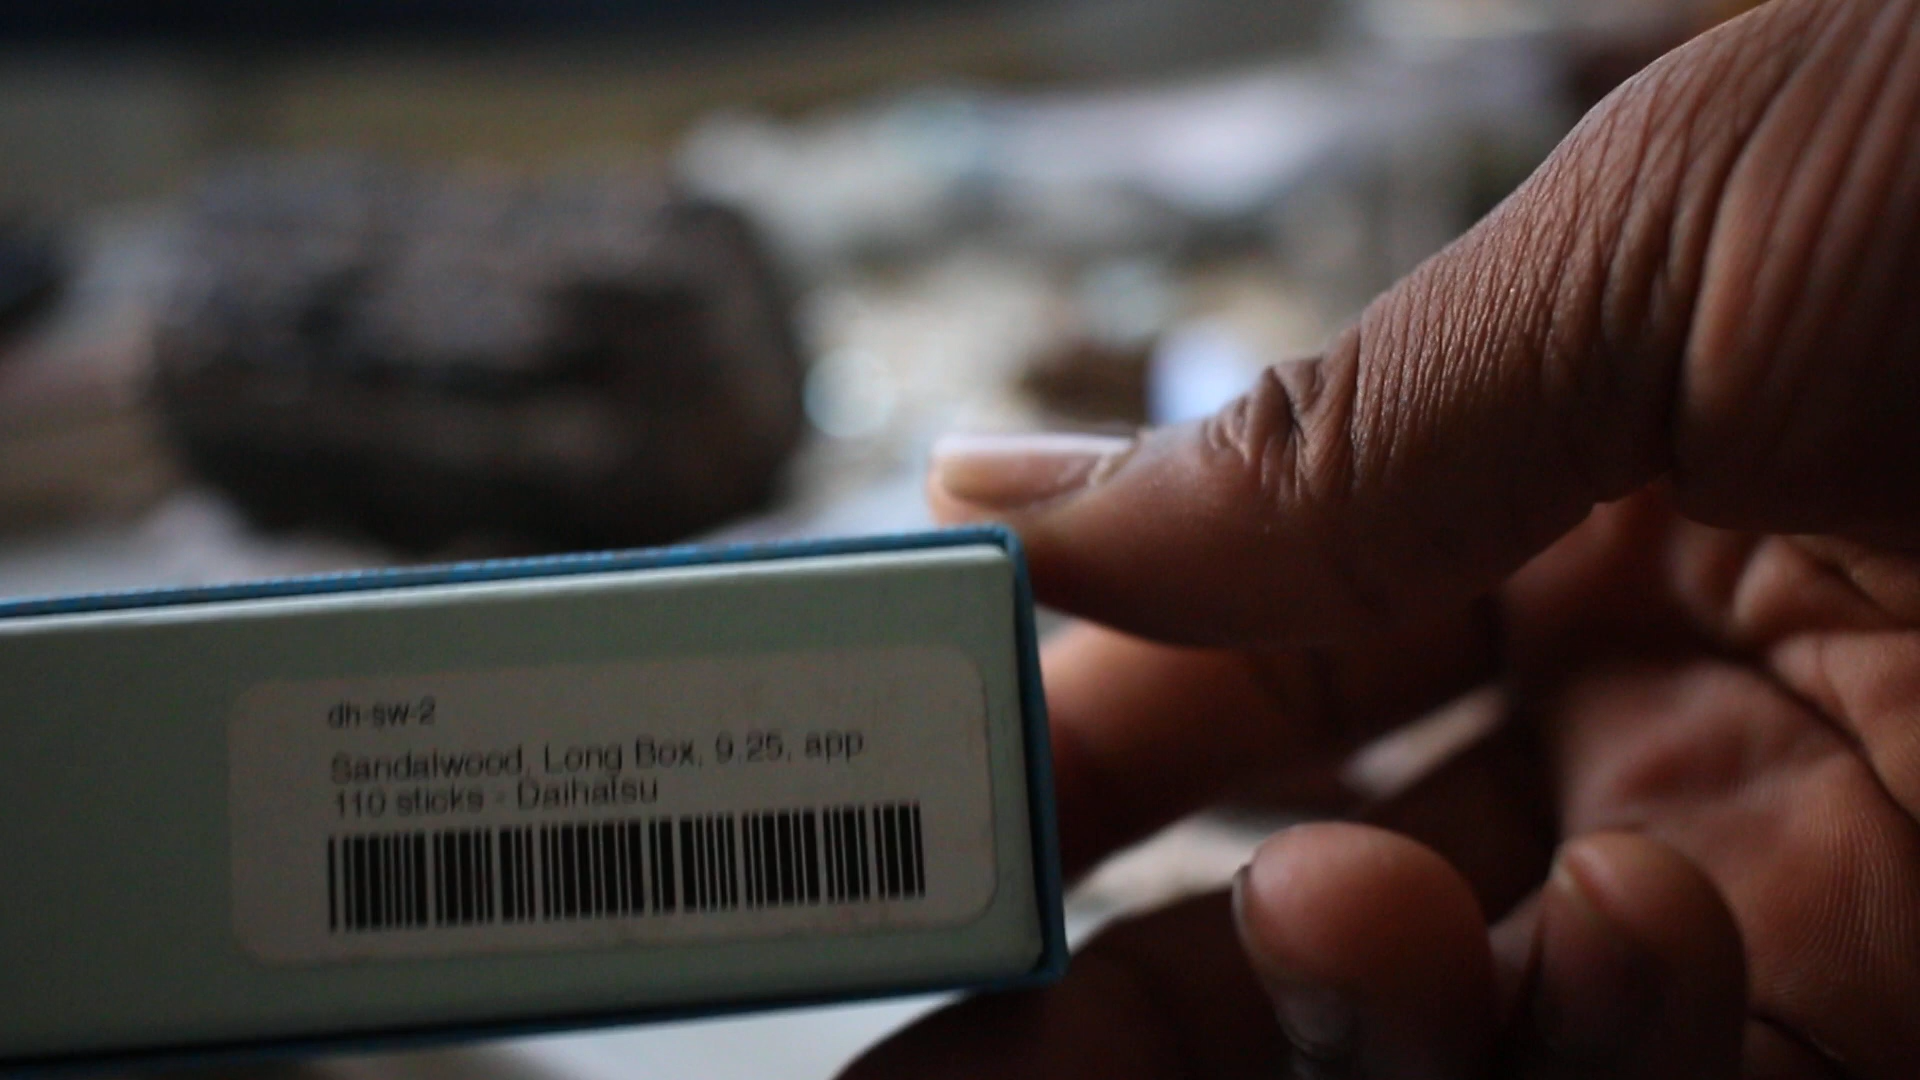 dh-sw-2
Sandalwood, Long Box, 9.25, app
110 sticks - Daihatsu